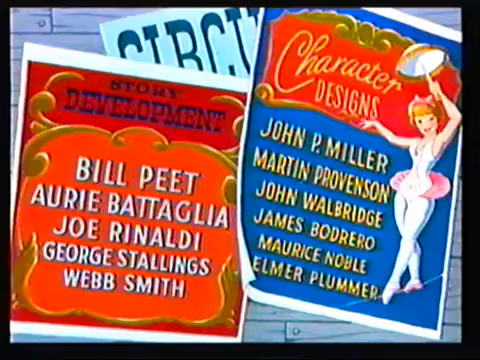 CIRCU
STORY
DEVELOPMENT
BILL PEET
AURIE BATTAGLIA
JOE RINALDI
GEORGE STALLINGS
WEBB SMITH
Character
DESIGNS
JOHN P. MILLER
MARTIN PROVENSON
JOHN WALBRIDGE
JAMES BODRERO
MAURICE NOBLE
ELMER PLUMMER